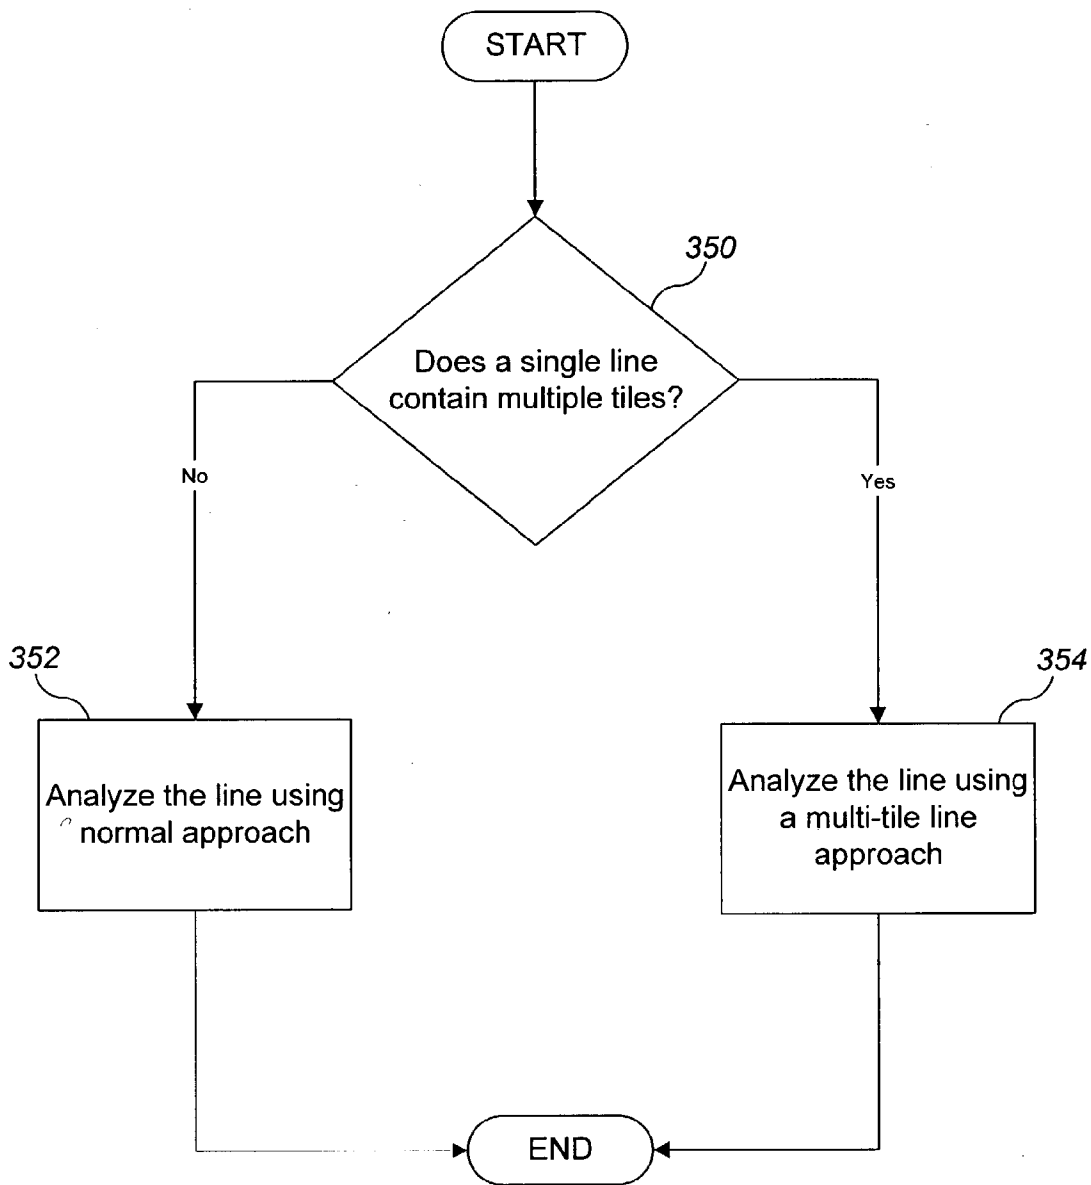 START
350
Does a single line
contain multiple tiles?
No
Yes
352
354
Analyze the line using
normal approach
Analyze the line using
a multi-tile line
approach
END